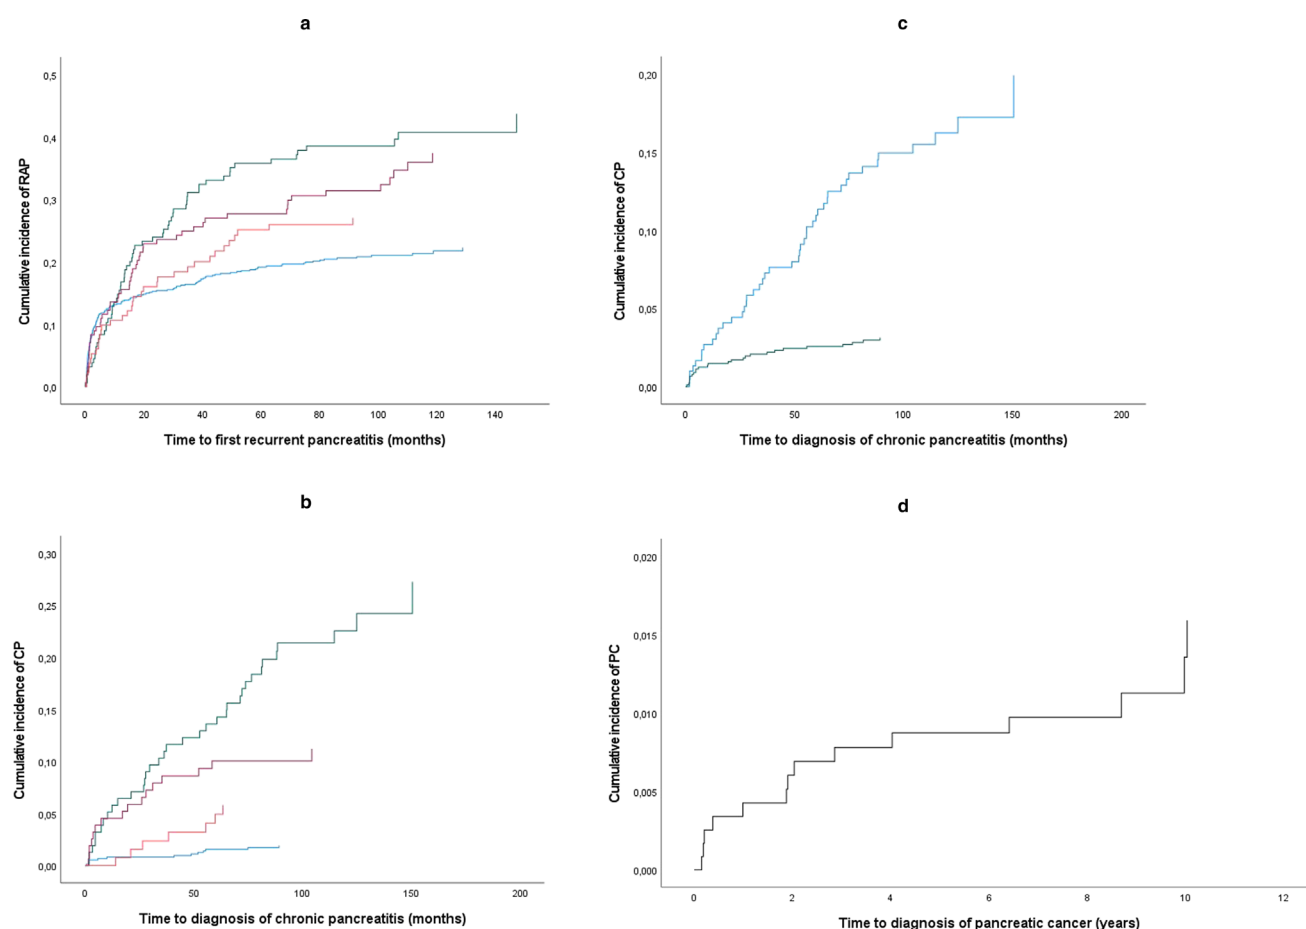 a
0,5
0,4
0,3
0,2
0,1
0,0
Cumulative incidence of RAP
0 20 40 60 80 100 120 140
Time to first recurrent pancreatitis (months)
c
0,20
0,15
0,10
0,05
0,00
Cumulative incidence of CP
0 50 100 150 200
Time to diagnosis of chronic pancreatitis (months)
b
0,30
0,25
0,20
0,15
0,10
0,05
0,00
Cumulative incidence of CP
0 50 100 150 200
Time to diagnosis of chronic pancreatitis (months)
d
0,020
0,015
0,010
0,005
0,000
Cumulative incidence of PC
0 2 4 6 8 10 12
Time to diagnosis of pancreatic cancer (years)